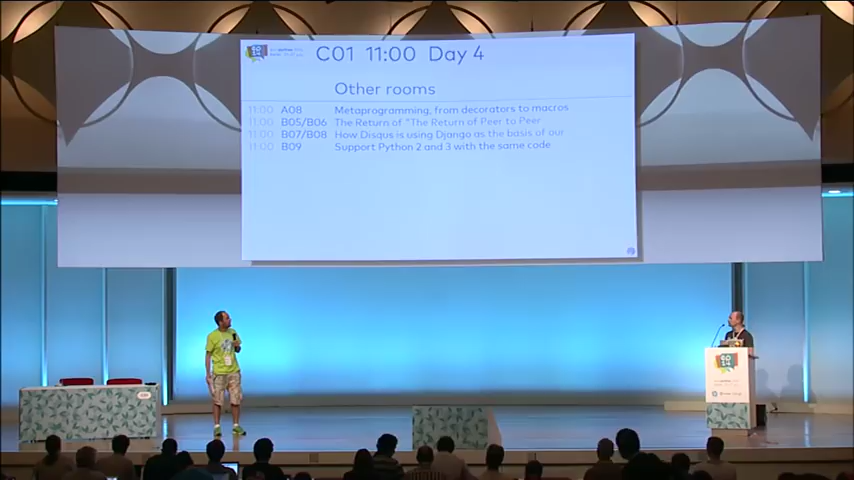 C01 11:00 Day 4
Other rooms
11:00 A08 Metaprogramming, from decorators to macros
11:00 B05/B06 The Return of "The Return of Peer to Peer
11:00 B07/B08 How Disqus is using Django as the basis of our
11:00 B09 Support Python 2 and 3 with the same code